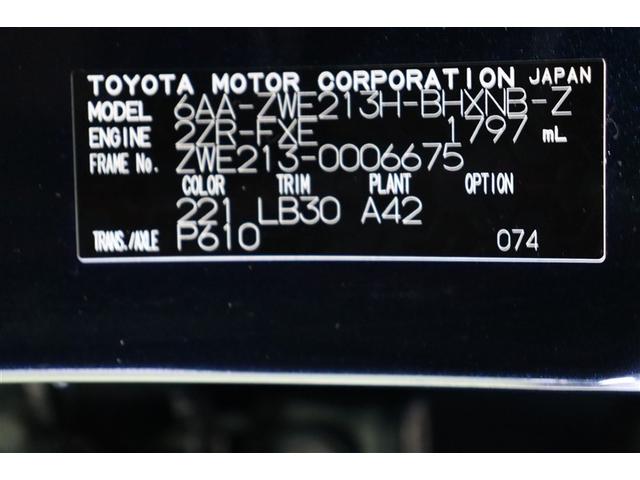 TOYOTA MOTOR CORPORATION JAPAN
MODEL 6AA-ZWE213H-BHXNB-Z
ENGINE 2ZR-FXE 1797 mL
FRAME No. ZWE213-0006675
COLOR TRIM PLANT OPTION
221 LB30 A42
TRANS./AXLE P610 074